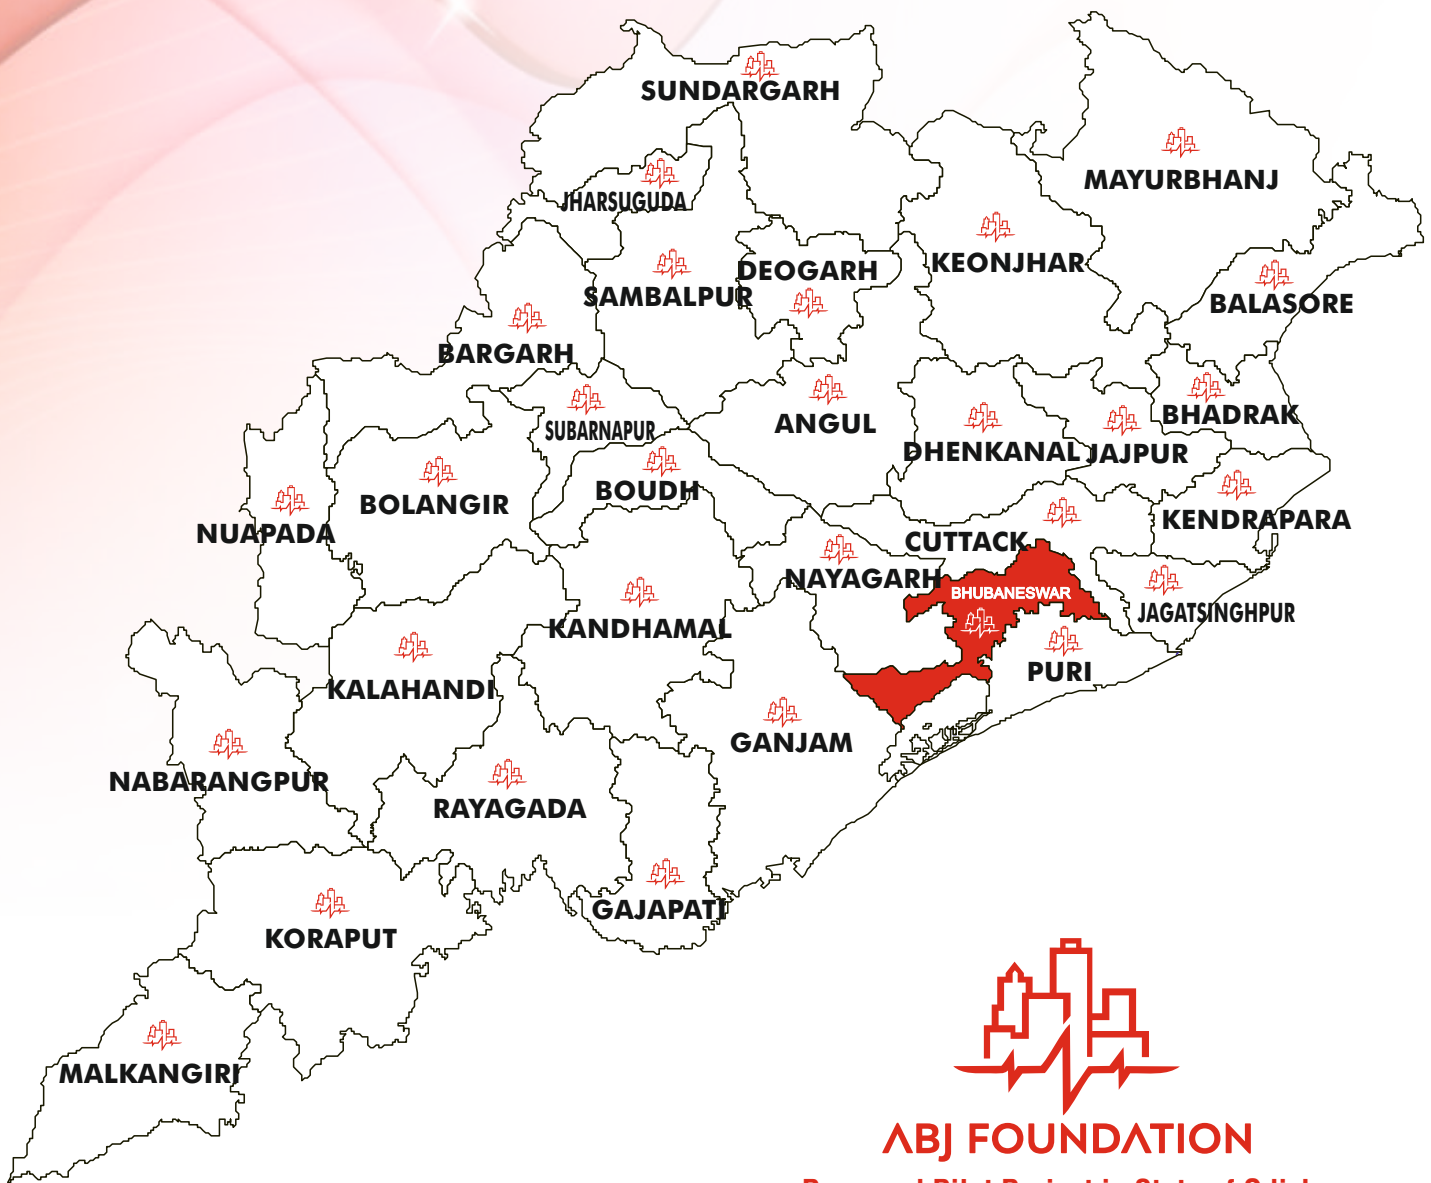 SUNDARGARH
MAYURBHANJ
JHARSUGUDA
KEONJHAR
DEOGARH
SAMBALPUR
BALASORE
BARGARH
SUBARNAPUR
ANGUL
BHADRAK
DHENKANAL
JAJPUR
BOUDH
BOLANGIR
NUAPADA
KENDRAPARA
CUTTACK
NAYAGARH
BHUBANESWAR
JAGATSINGHPUR
KANDHAMAL
PURI
KALAHANDI
GANJAM
NABARANGPUR
RAYAGADA
GAJAPATI
KORAPUT
MALKANGIRI
ABJ FOUNDATION